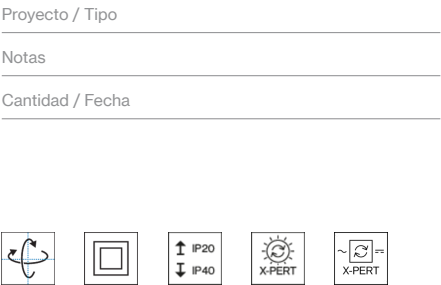 Proyecto / Tipo
Notas
Cantidad / Fecha
IP20
IP40
X-PERT
X-PERT